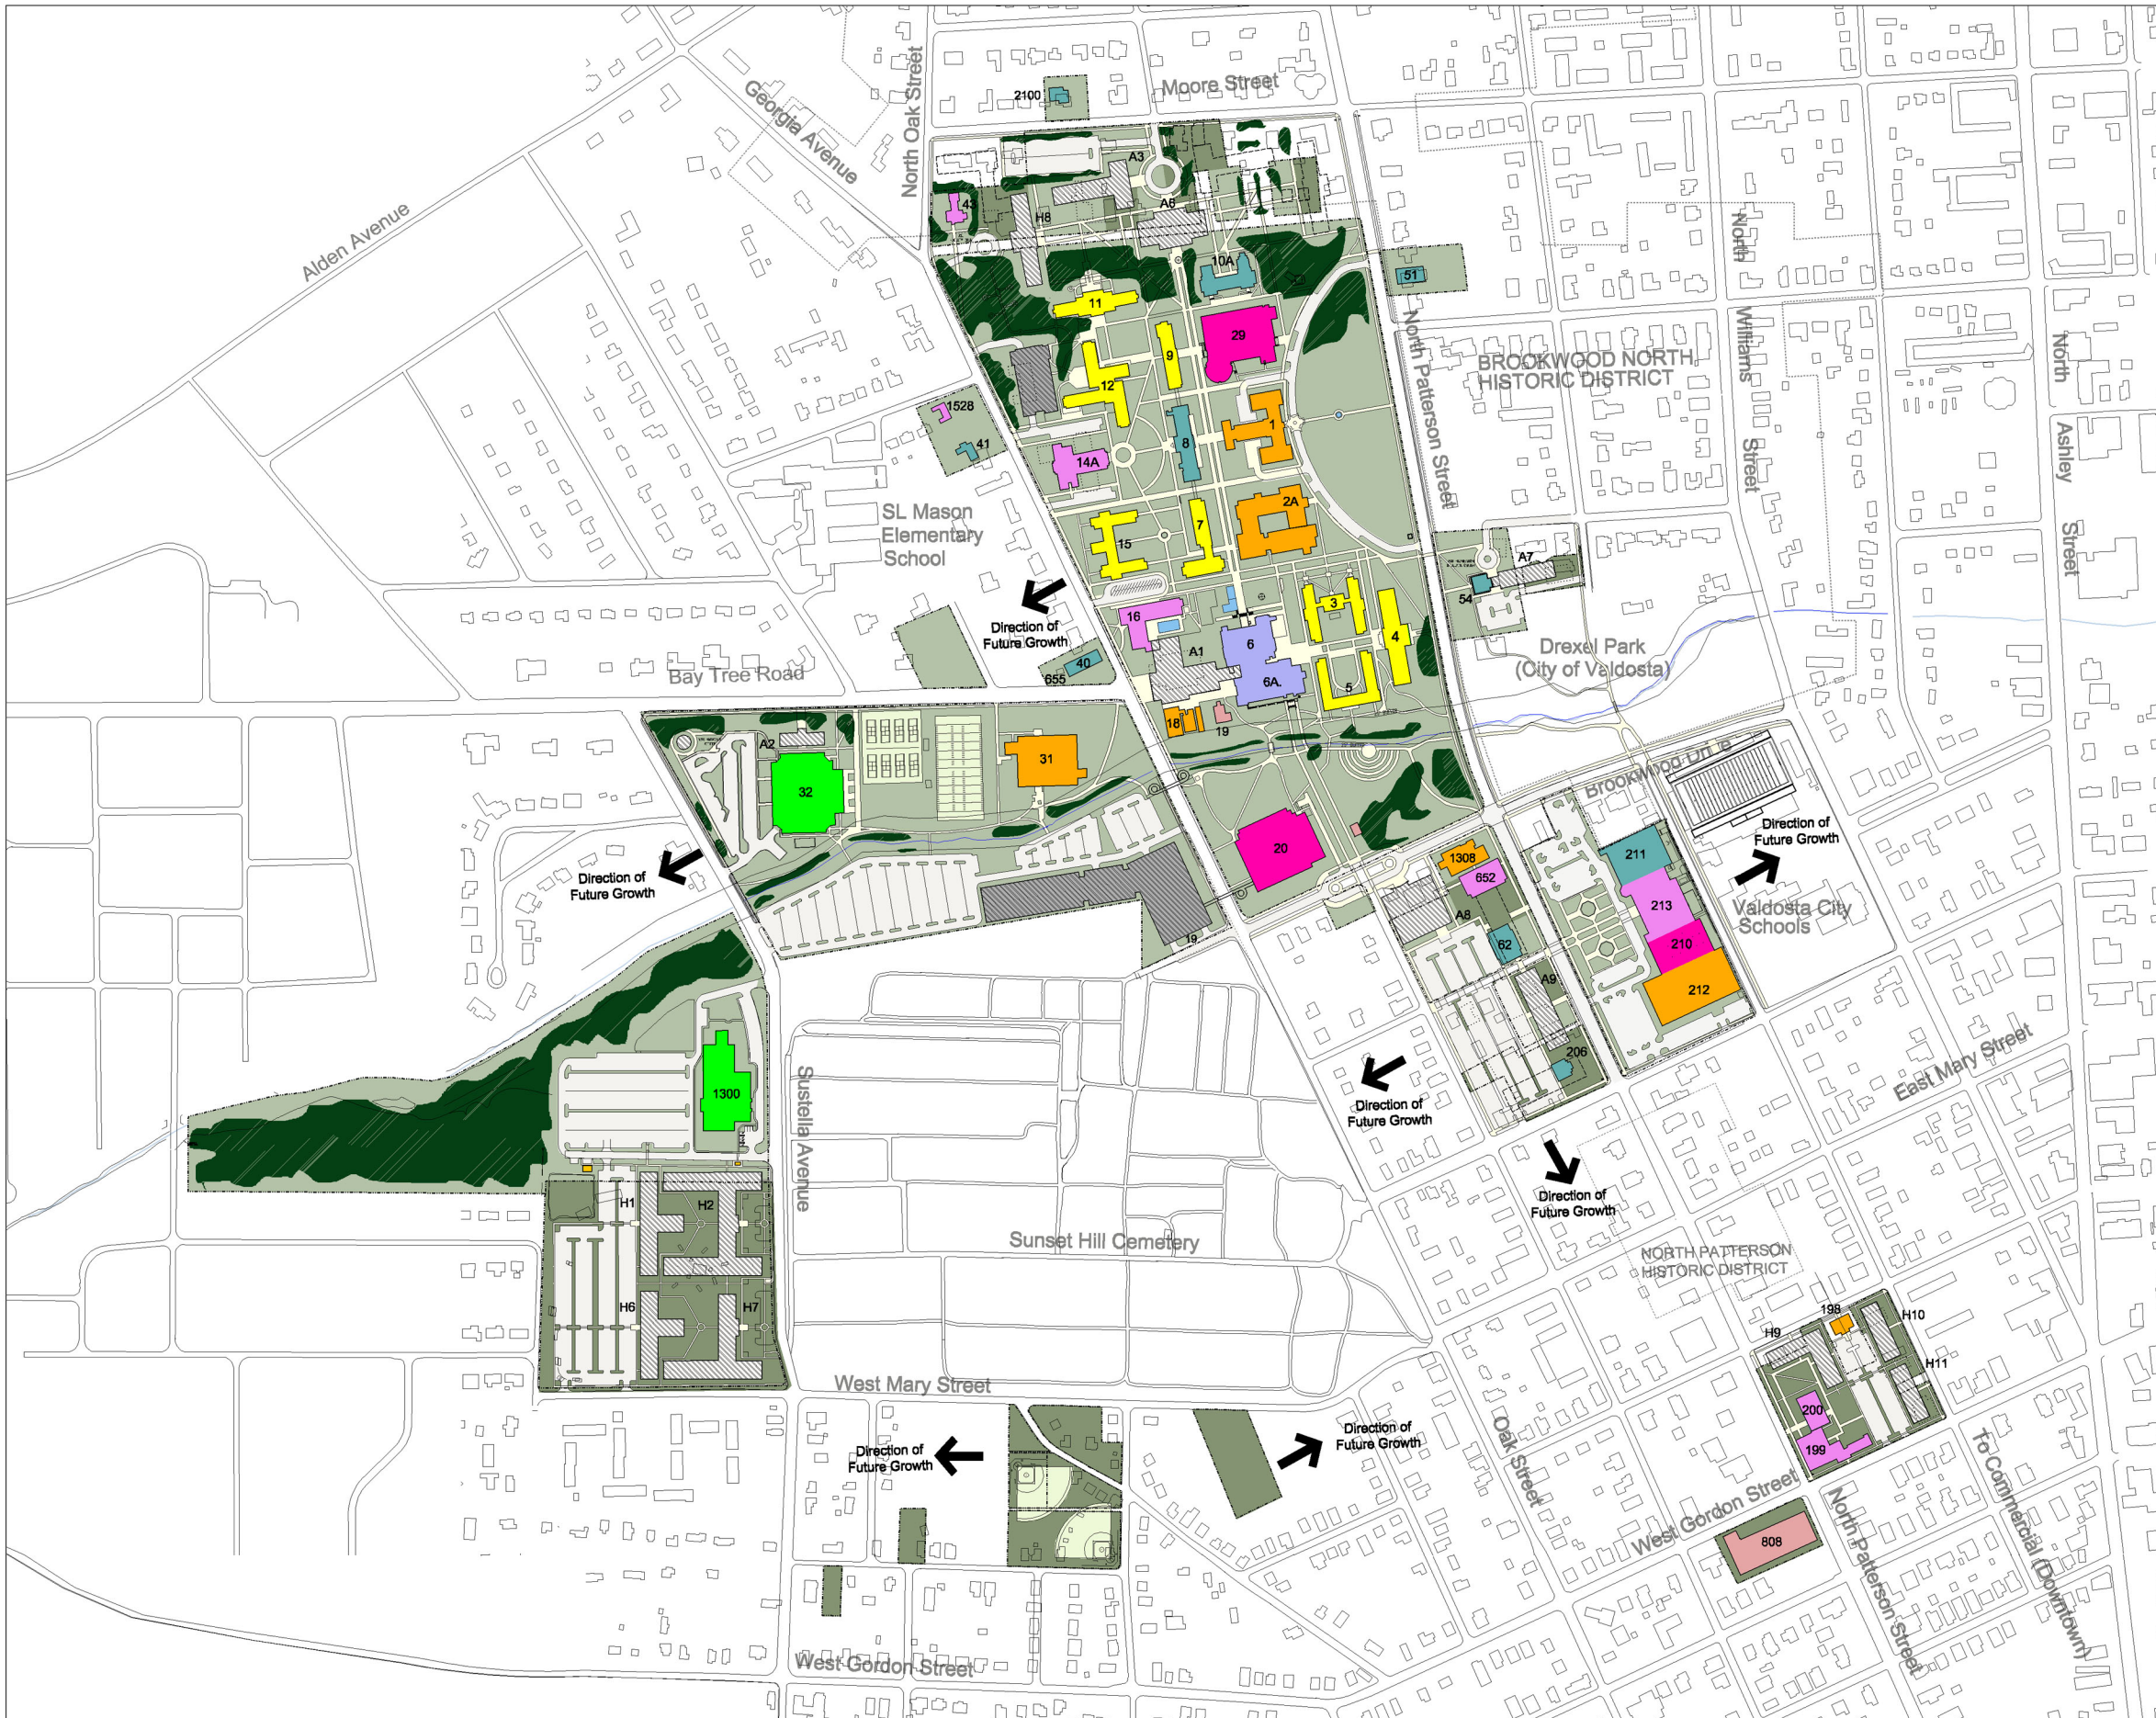 Moore Street
2100
North Oak Street
Georgia Avenue
Alden Avenue
A3
43
H8
A6
10A
51
North
Williams
Street
11
29
9
North Patterson Street
BROOKWOOD NORTH
HISTORIC DISTRICT
North
Ashley
Street
12
1528
41
8
1
14A
2A
SL Mason
Elementary
School
15
7
A7
54
Direction of
Future Growth
16
3
4
6
A1
40
655
6A.
5
Drexel Park
(City of Valdosta)
Bay Tree Road
18
19
A2
31
32
Brookwood Drive
Direction of
Future Growth
20
1308
652
211
213
Valdosta City
Schools
Direction of
Future Growth
A8
62
210
19
A9
212
206
1300
Sustella Avenue
Direction of
Future Growth
East Mary Street
Direction of
Future Growth
H1
H2
Sunset Hill Cemetery
NORTH PATTERSON
HISTORIC DISTRICT
H6
H7
198
H10
H9
H11
West Mary Street
200
199
Direction of
Future Growth
Direction of
Future Growth
Oak Street
West Gordon Street
808
North Patterson Street
To Commercial (Downtown)
West Gordon Street